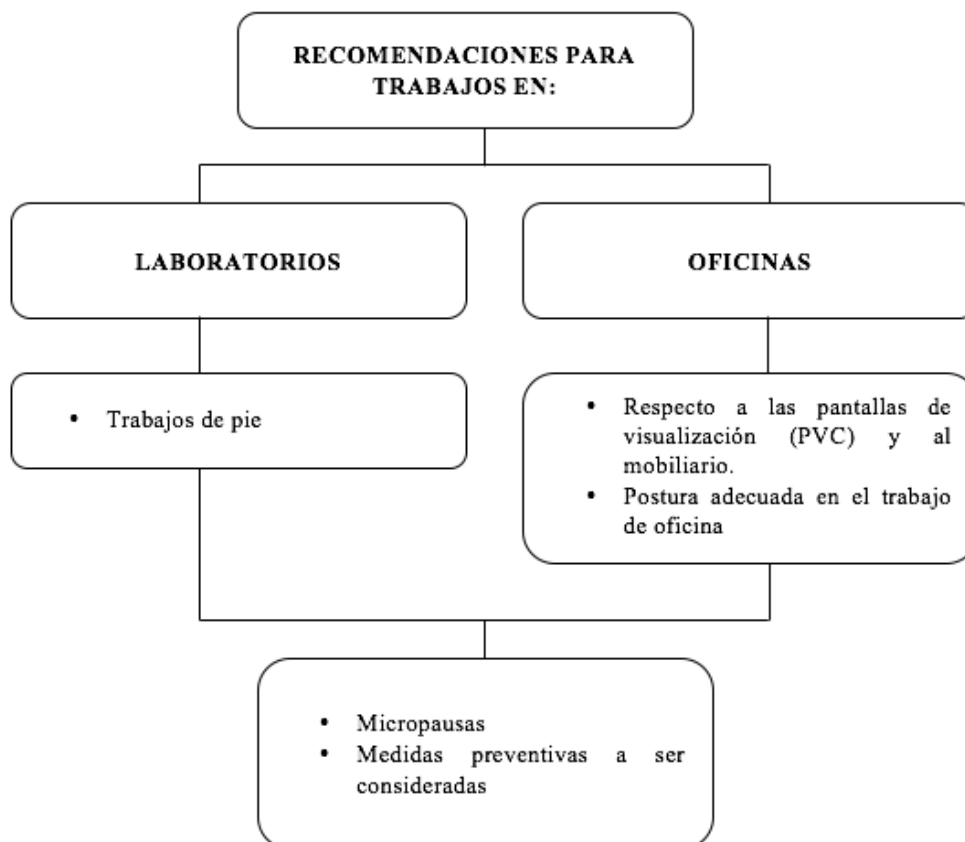 RECOMENDACIONES PARA
TRABAJOS EN:
LABORATORIOS
OFICINAS
• Trabajos de pie
• Respecto a las pantallas de
visualización (PVC) y al
mobiliario.
• Postura adecuada en el trabajo
de oficina
• Micropausas
• Medidas preventivas a ser
consideradas